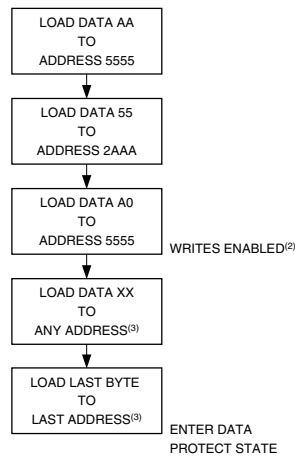 LOAD DATA AA
TO
ADDRESS 5555
LOAD DATA 55
TO
ADDRESS 2AAA
LOAD DATA A0
TO
ADDRESS 5555
WRITES ENABLED(2)
LOAD DATA XX
TO
ANY ADDRESS(3)
LOAD LAST BYTE
TO
LAST ADDRESS(3)
ENTER DATA
PROTECT STATE